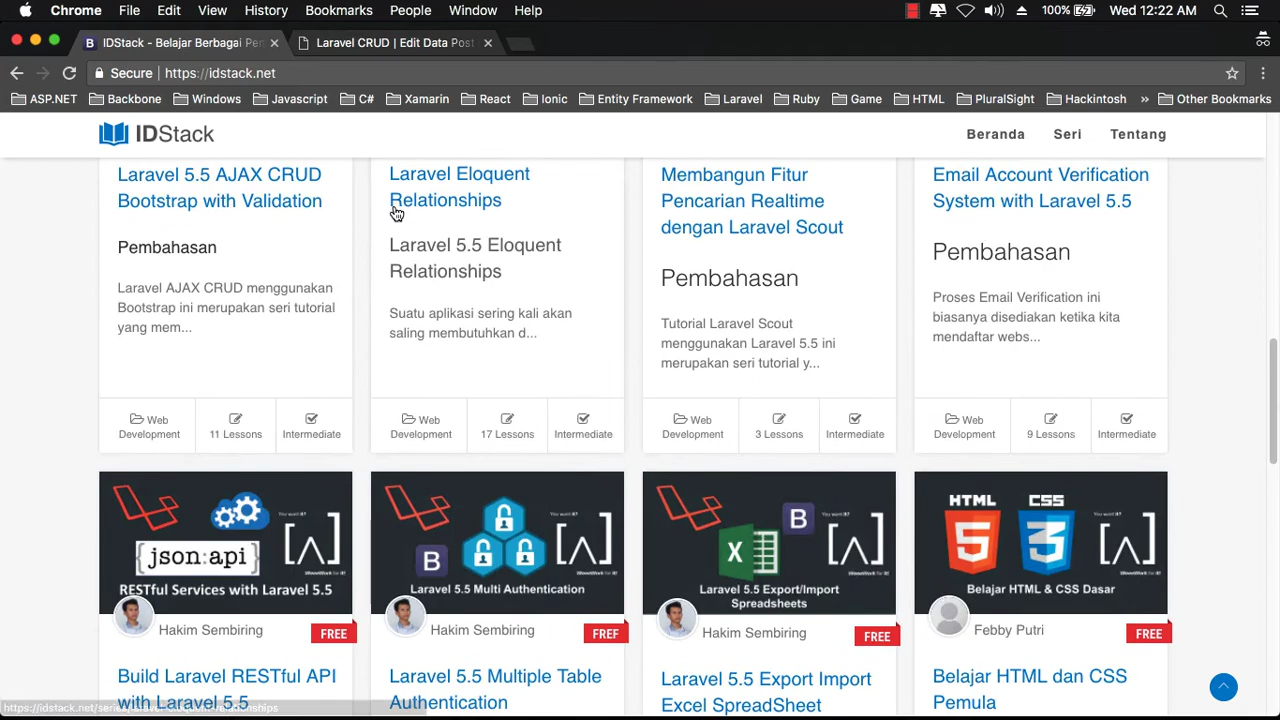 Chrome File Edit View History Bookmarks People Window Help 100% Wed 12:22 AM
IDStack - Belajar Berbagai Per
Laravel CRUD | Edit Data Post
Secure https://idstack.net
ASP.NET Backbone Windows Javascript C# Xamarin React Ionic Entity Framework Laravel Ruby Game HTML PluralSight Hackintosh » Other Bookmarks
IDStack
Beranda Seri Tentang
Laravel 5.5 AJAX CRUD
Bootstrap with Validation
Pembahasan
Laravel AJAX CRUD menggunakan
Bootstrap ini merupakan seri tutorial
yang mem...
Web
Development
11 Lessons
Intermediate
Laravel Eloquent
Relationships
Laravel 5.5 Eloquent
Relationships
Suatu aplikasi sering kali akan
saling membutuhkan d...
Web
Development
17 Lessons
Intermediate
Membangun Fitur
Pencarian Realtime
dengan Laravel Scout
Pembahasan
Tutorial Laravel Scout
menggunakan Laravel 5.5 ini
merupakan seri tutorial y...
Web
Development
3 Lessons
Intermediate
Email Account Verification
System with Laravel 5.5
Pembahasan
Proses Email Verification ini
biasanya disediakan ketika kita
mendaftar webs...
Web
Development
9 Lessons
Intermediate
{json:api}
RESTful Services with Laravel 5.5
Hakim Sembiring
FREE
Build Laravel RESTful API
with Laravel 5.5
B
Laravel 5.5 Multi Authentication
Hakim Sembiring
FREE
Laravel 5.5 Multiple Table
Authentication
X B
Laravel 5.5 Export/Import
Spreadsheets
Hakim Sembiring
FREE
Laravel 5.5 Export Import
Excel SpreadSheet
HTML CSS
5 3
Belajar HTML & CSS Dasar
Febby Putri
FREE
Belajar HTML dan CSS
Pemula